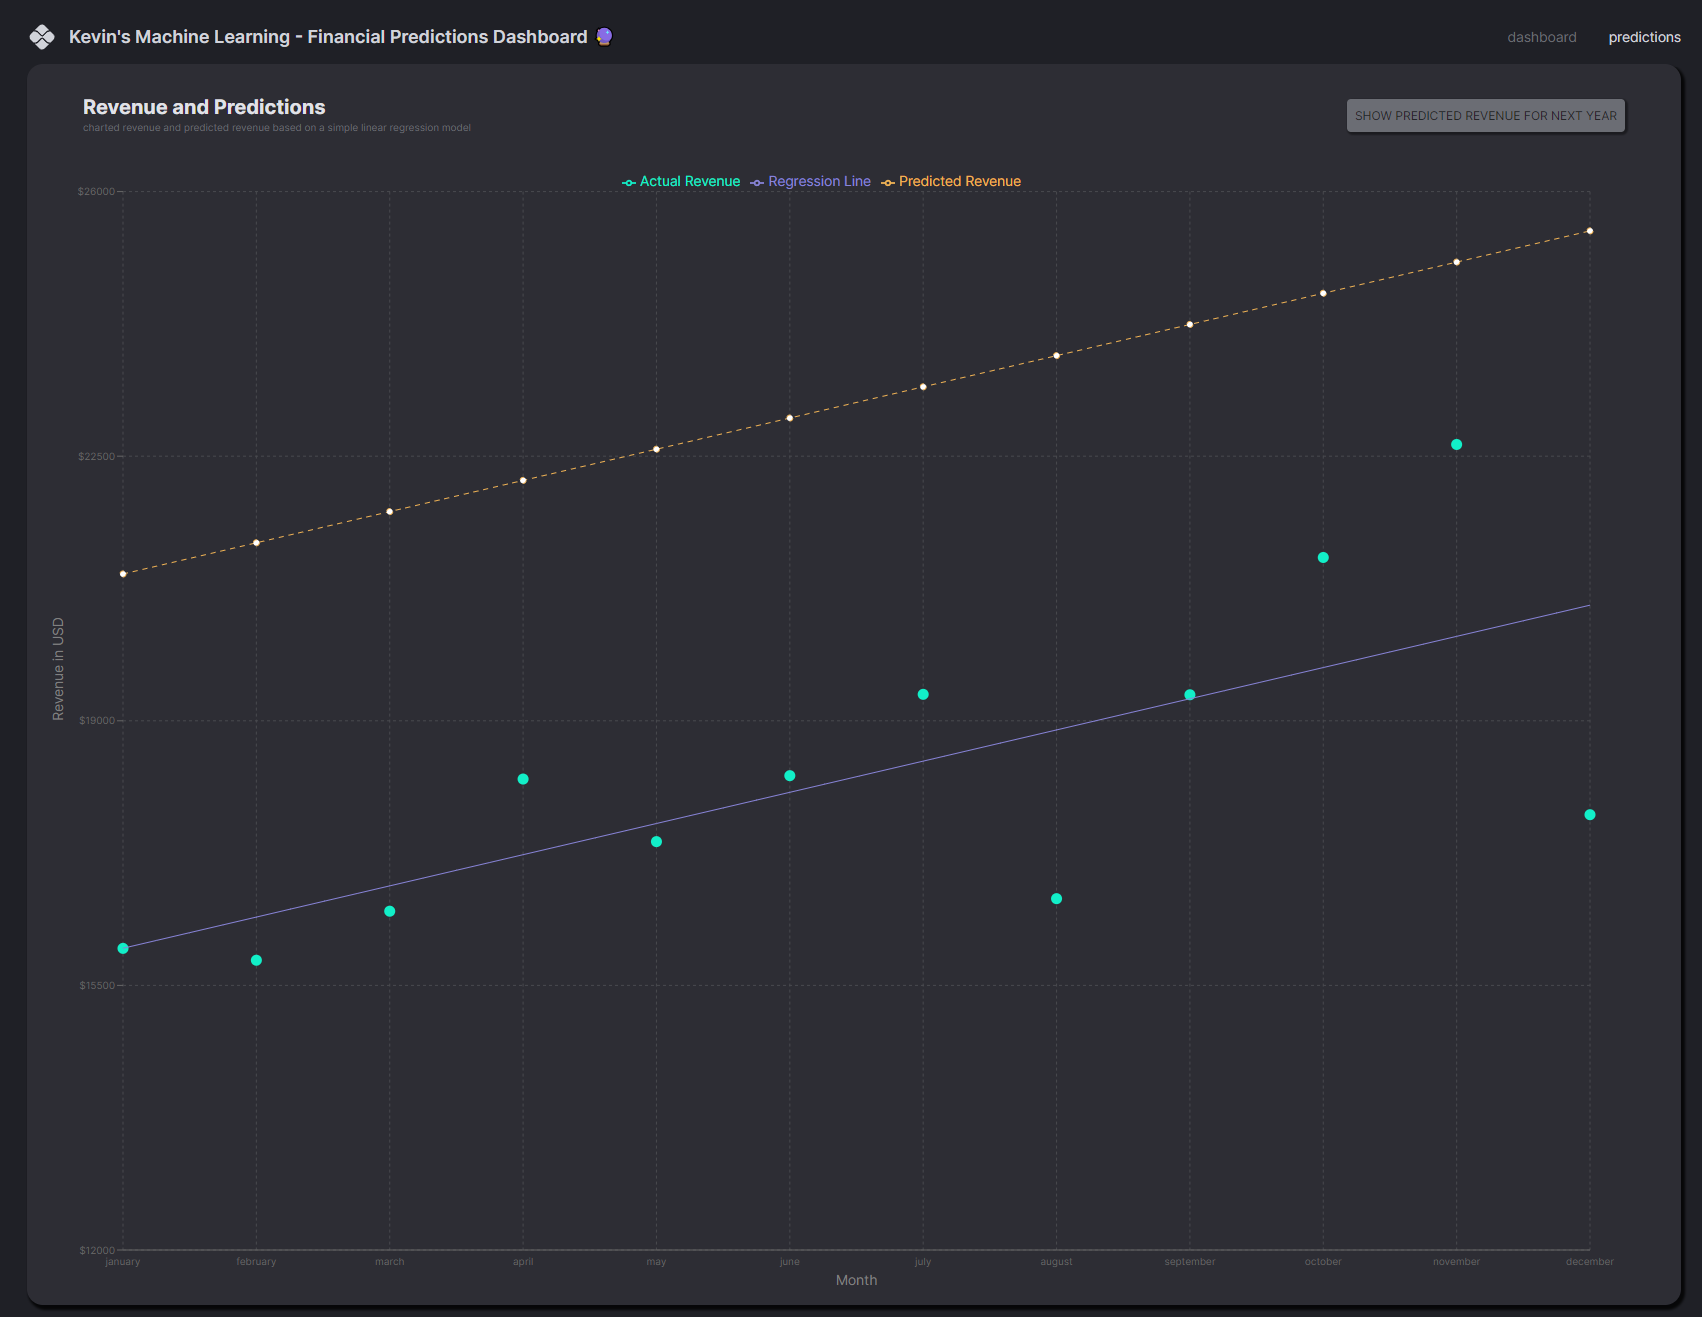 Kevin's Machine Learning - Financial Predictions Dashboard 🔮
dashboard predictions
Revenue and Predictions
charted revenue and predicted revenue based on a simple linear regression model
SHOW PREDICTED REVENUE FOR NEXT YEAR
Actual Revenue Regression Line Predicted Revenue
$26000
$22500
$19000
$15500
$12000
Revenue in USD
january february march april may june july august september october november december
Month